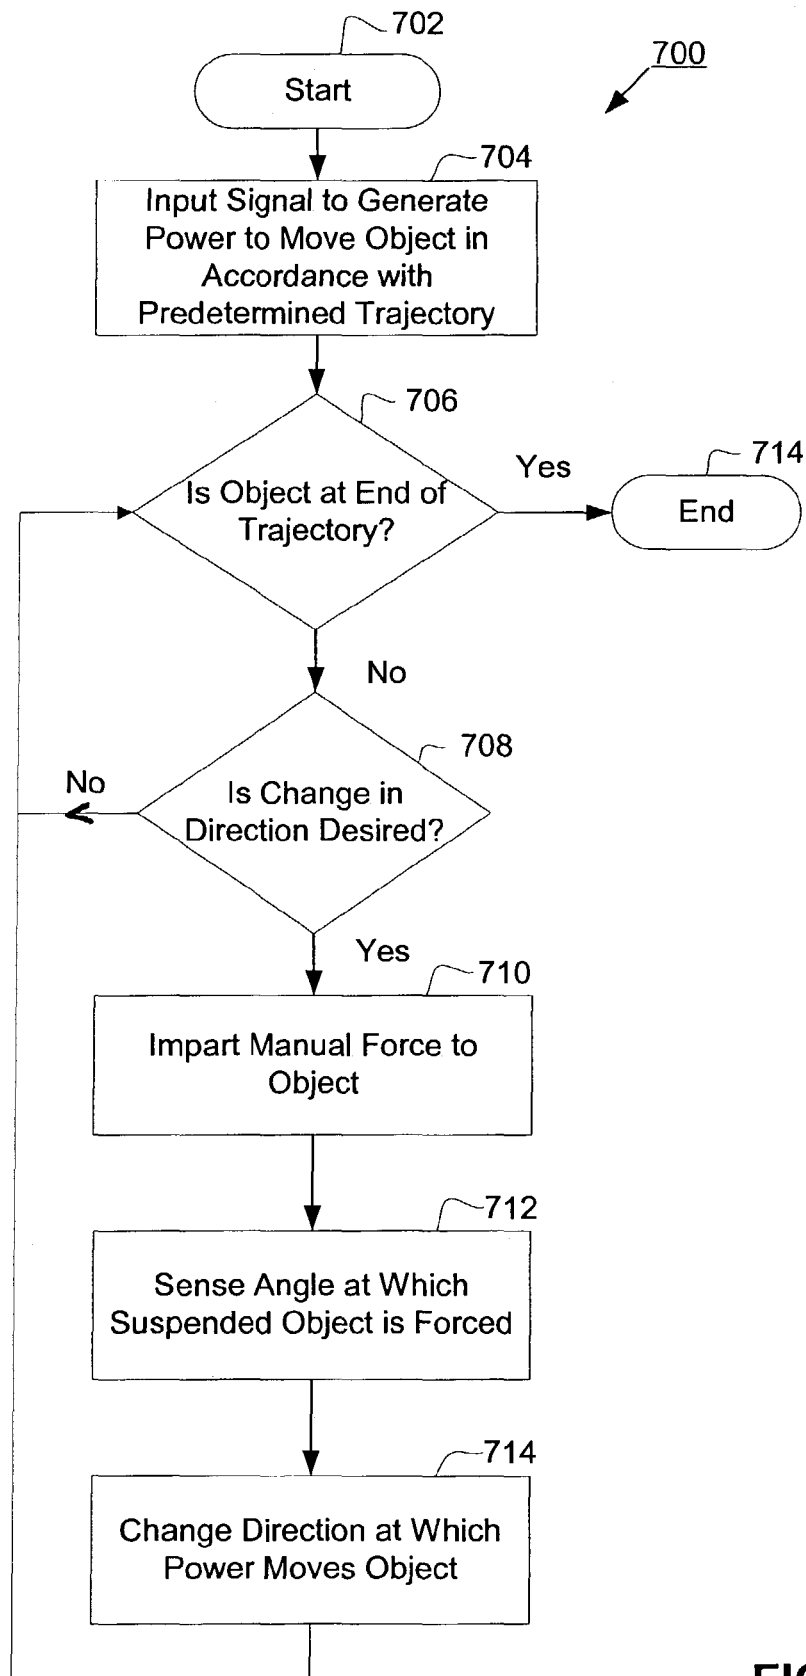 702
700
Start
704
Input Signal to Generate
Power to Move Object in
Accordance with
Predetermined Trajectory
706
Yes
714
Is Object at End of
Trajectory?
End
No
708
No
Is Change in
Direction Desired?
Yes
710
Impart Manual Force to
Object
712
Sense Angle at Which
Suspended Object is Forced
714
Change Direction at Which
Power Moves Object